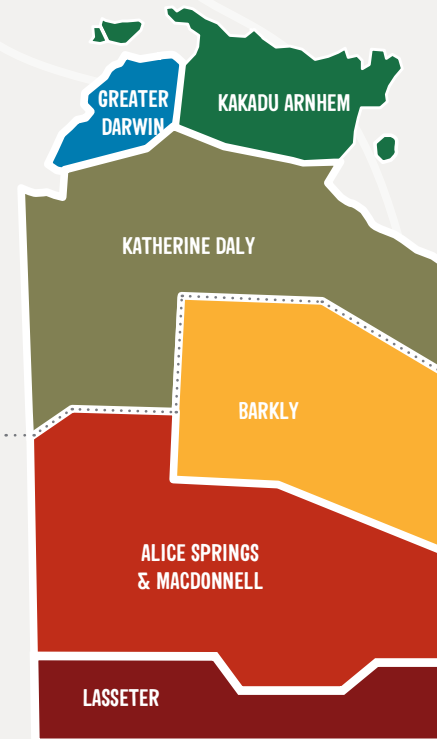 GREATER
DARWIN
KAKADU ARNHEM
KATHERINE DALY
BARKLY
ALICE SPRINGS
& MACDONNELL
LASSETER